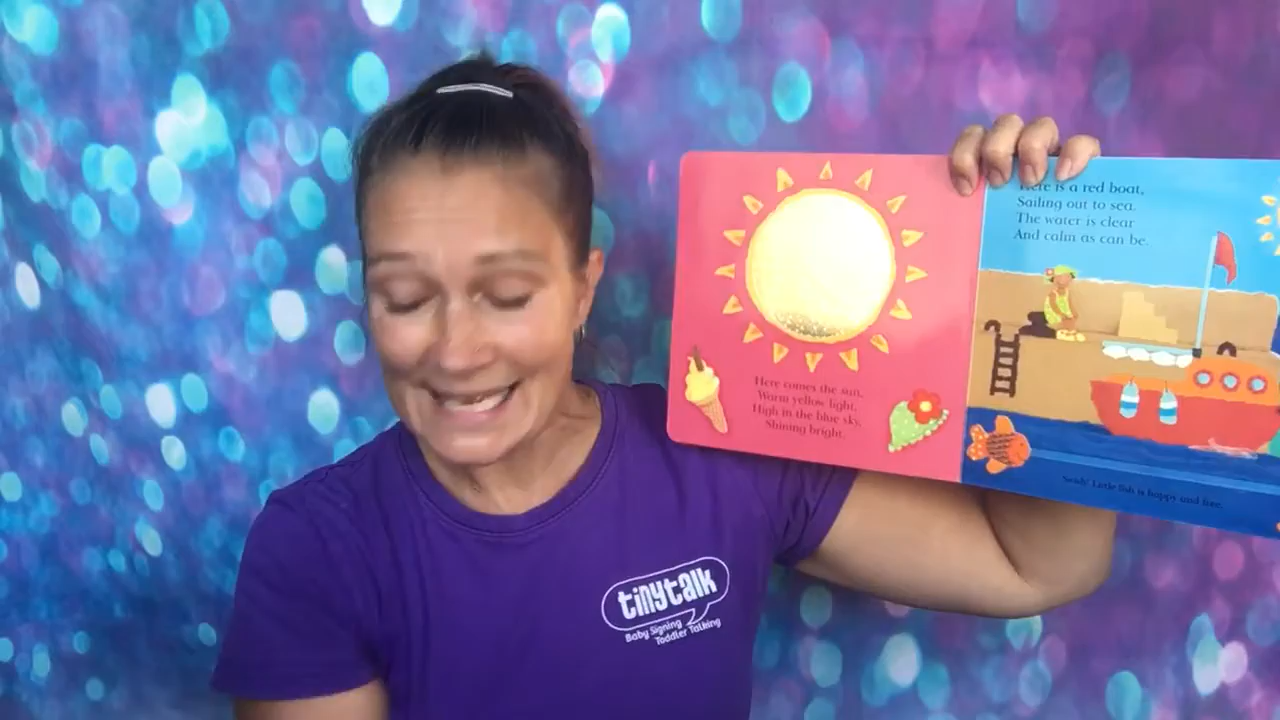 Here comes the sun,
Warm yellow light,
High in the blue sky,
Shining bright.
Here is a red boat,
Sailing out to sea.
The water is clear
And calm as can be.
Swish! Little fish is happy and free.
tinytalk
Baby Signing
Toddler Talking